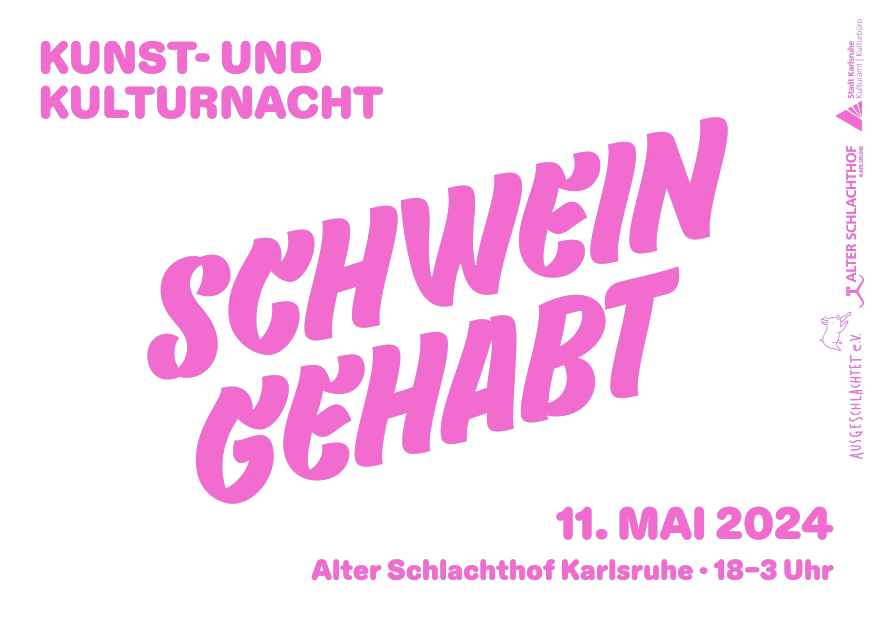 KUNST- UND
KULTURNACHT
SCHWEIN
GEHABT
11. MAI 2024
Alter Schlachthof Karlsruhe • 18–3 Uhr
Stadt Karlsruhe
Kulturamt | Kulturbüro
ALTER SCHLACHTHOF
KARLSRUHE
AUSGESCHLACHTET e.V.